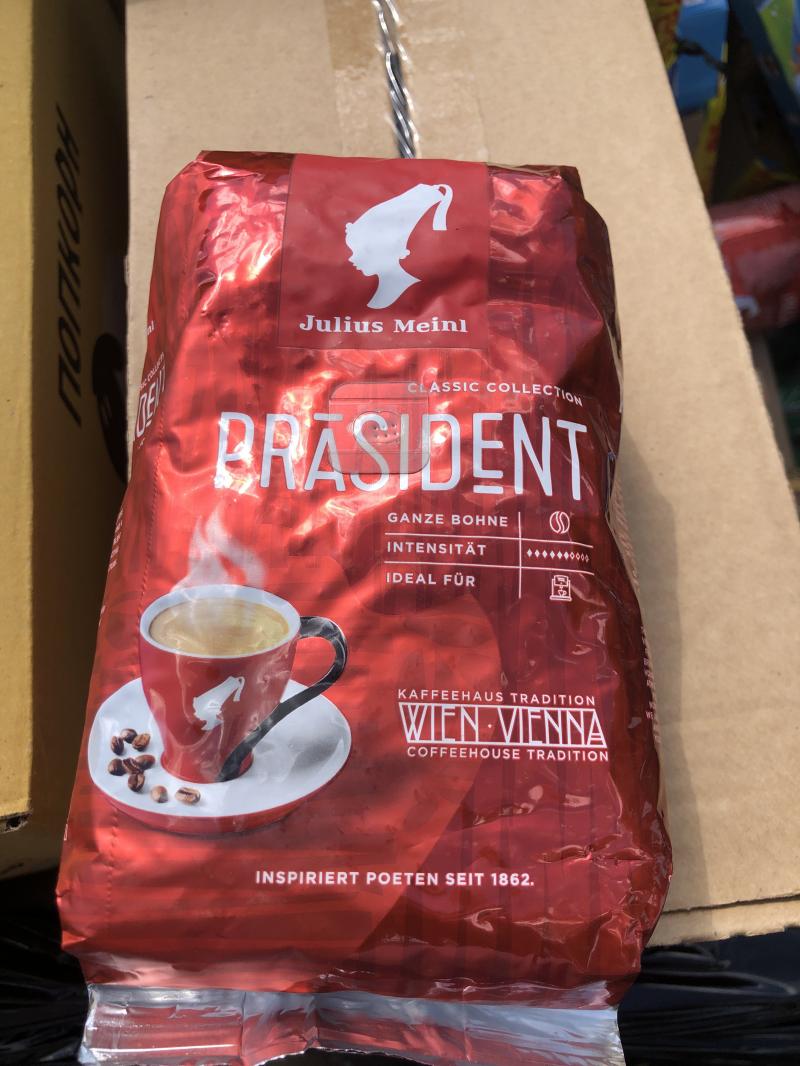 ПОПКОРН
Julius Meinl
CLASSIC COLLECTION
PRÄSIDENT
GANZE BOHNE
INTENSITÄT
IDEAL FÜR
KAFFEEHAUS TRADITION
WIEN · VIENNA
COFFEEHOUSE TRADITION
INSPIRIERT POETEN SEIT 1862.